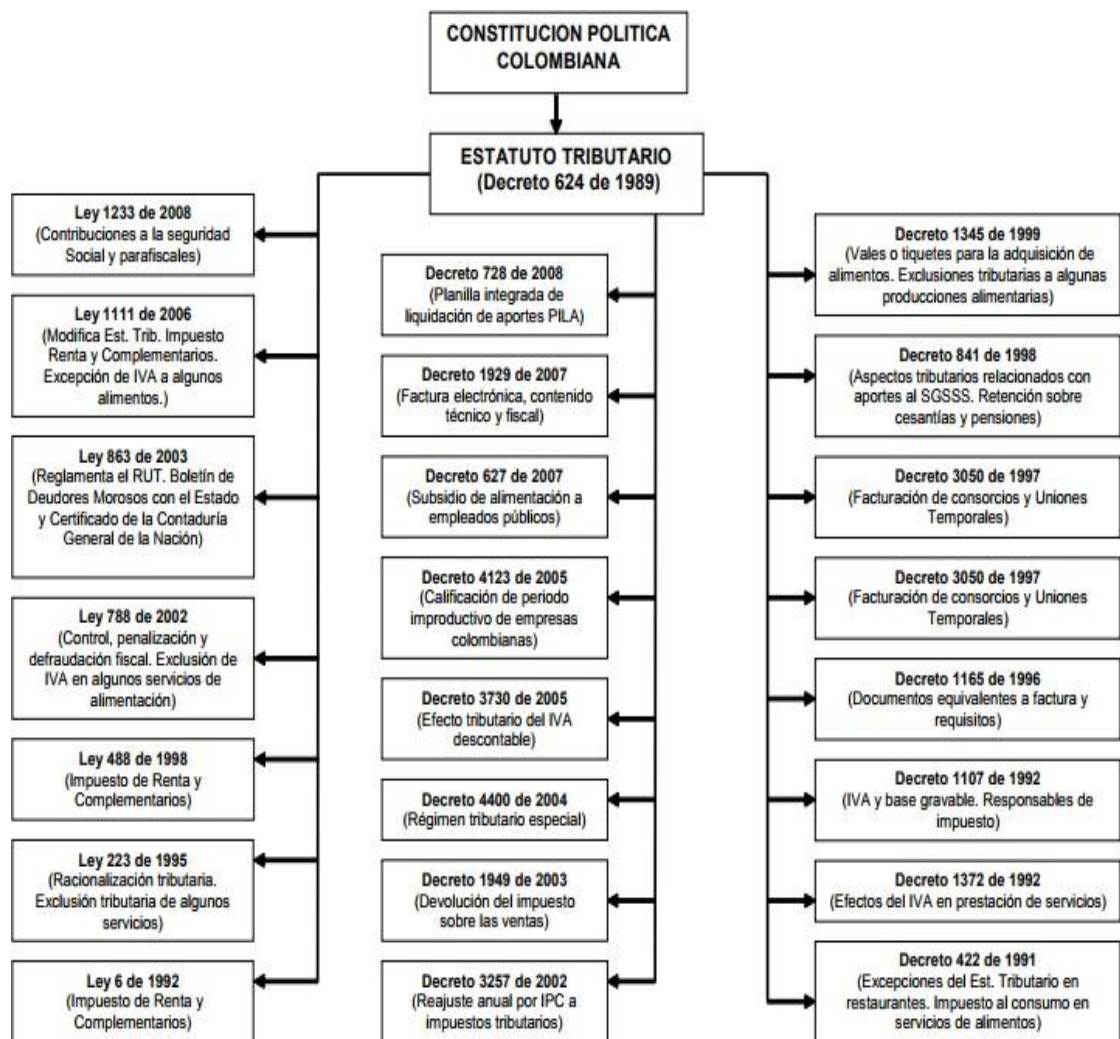 CONSTITUCION POLITICA
COLOMBIANA
ESTATUTO TRIBUTARIO
(Decreto 624 de 1989)
Ley 1233 de 2008
(Contribuciones a la seguridad
Social y parafiscales)
Ley 1111 de 2006
(Modifica Est. Trib. Impuesto
Renta y Complementarios.
Excepción de IVA a algunos
alimentos.)
Ley 863 de 2003
(Reglamenta el RUT. Boletín de
Deudores Morosos con el Estado
y Certificado de la Contaduría
General de la Nación)
Ley 788 de 2002
(Control, penalización y
defraudación fiscal. Exclusión de
IVA en algunos servicios de
alimentación)
Ley 488 de 1998
(Impuesto de Renta y
Complementarios)
Ley 223 de 1995
(Racionalización tributaria.
Exclusión tributaria de algunos
servicios)
Ley 6 de 1992
(Impuesto de Renta y
Complementarios)
Decreto 728 de 2008
(Planilla integrada de
liquidación de aportes PILA)
Decreto 1929 de 2007
(Factura electrónica, contenido
técnico y fiscal)
Decreto 627 de 2007
(Subsidio de alimentación a
empleados públicos)
Decreto 4123 de 2005
(Calificación de periodo
improductivo de empresas
colombianas)
Decreto 3730 de 2005
(Efecto tributario del IVA
descontable)
Decreto 4400 de 2004
(Régimen tributario especial)
Decreto 1949 de 2003
(Devolución del impuesto
sobre las ventas)
Decreto 3257 de 2002
(Reajuste anual por IPC a
impuestos tributarios)
Decreto 1345 de 1999
(Vales o tiquetes para la adquisición de
alimentos. Exclusiones tributarias a algunas
producciones alimentarias)
Decreto 841 de 1998
(Aspectos tributarios relacionados con
aportes al SGSSS. Retención sobre
cesantías y pensiones)
Decreto 3050 de 1997
(Facturación de consorcios y Uniones
Temporales)
Decreto 3050 de 1997
(Facturación de consorcios y Uniones
Temporales)
Decreto 1165 de 1996
(Documentos equivalentes a factura y
requisitos)
Decreto 1107 de 1992
(IVA y base gravable. Responsables de
impuesto)
Decreto 1372 de 1992
(Efectos del IVA en prestación de servicios)
Decreto 422 de 1991
(Excepciones del Est. Tributario en
restaurantes. Impuesto al consumo en
servicios de alimentos)